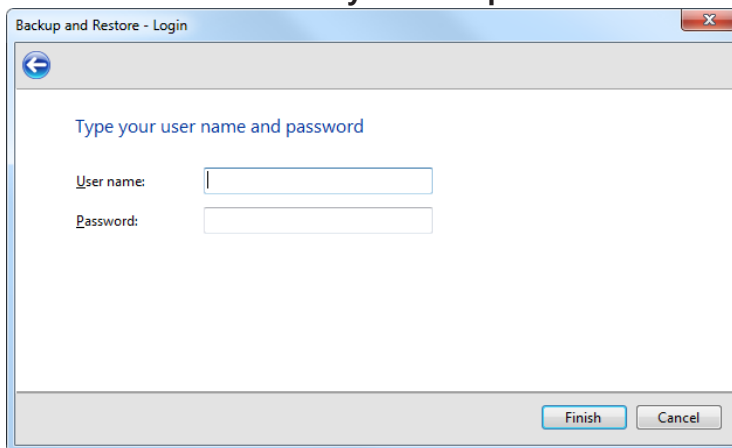 Backup and Restore - Login
Type your user name and password
User name:
Password:
Finish
Cancel